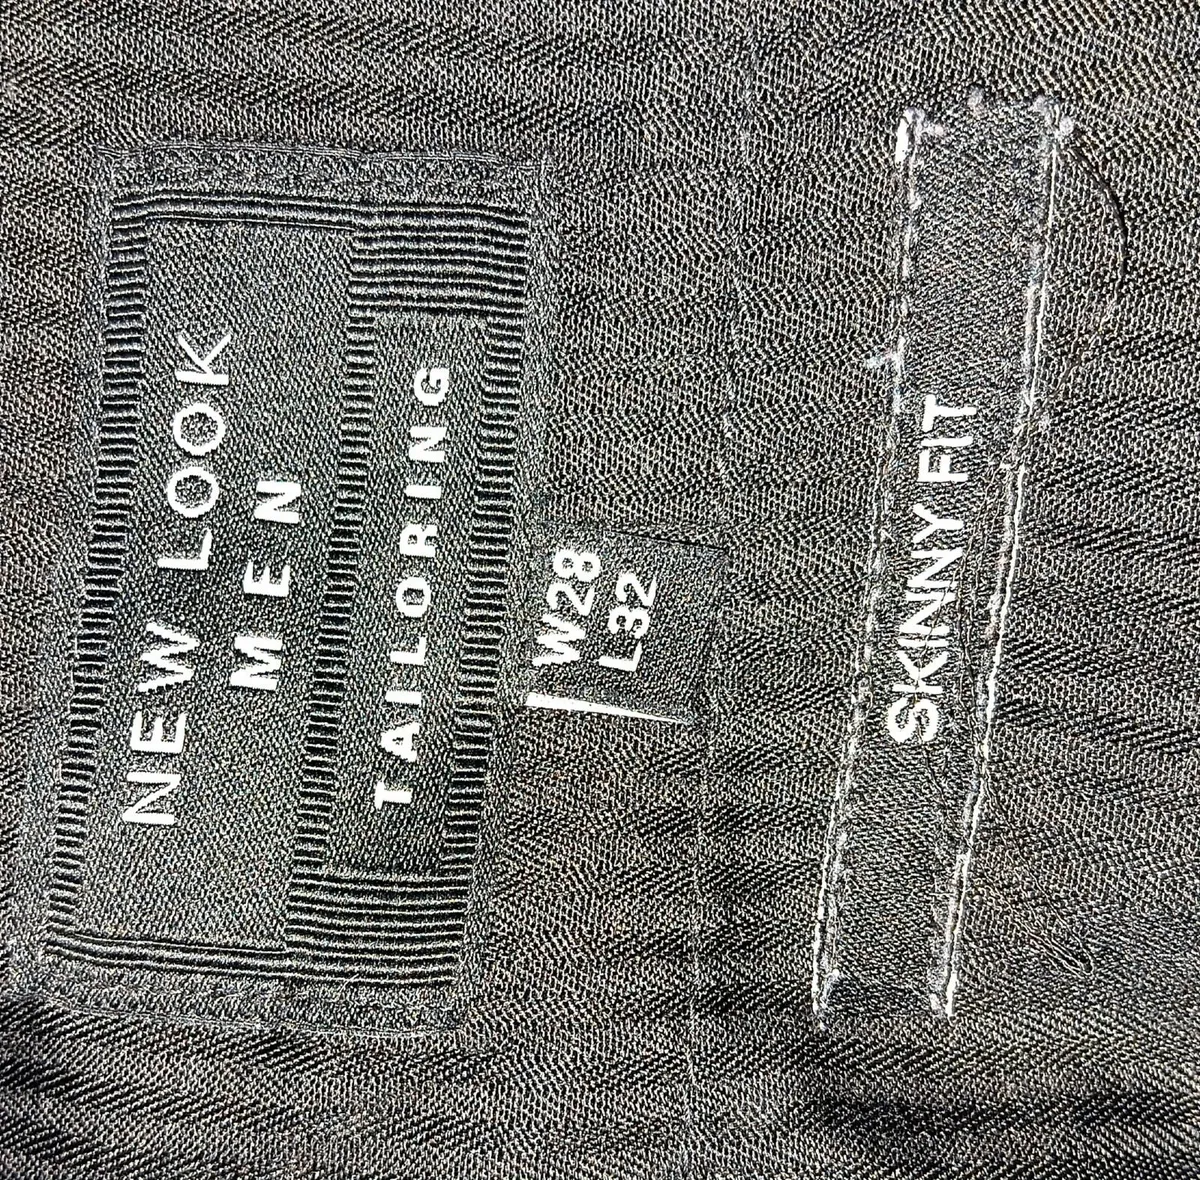 NEW LOOK
MEN
TAILORING
W28
L32
SKINNY FIT